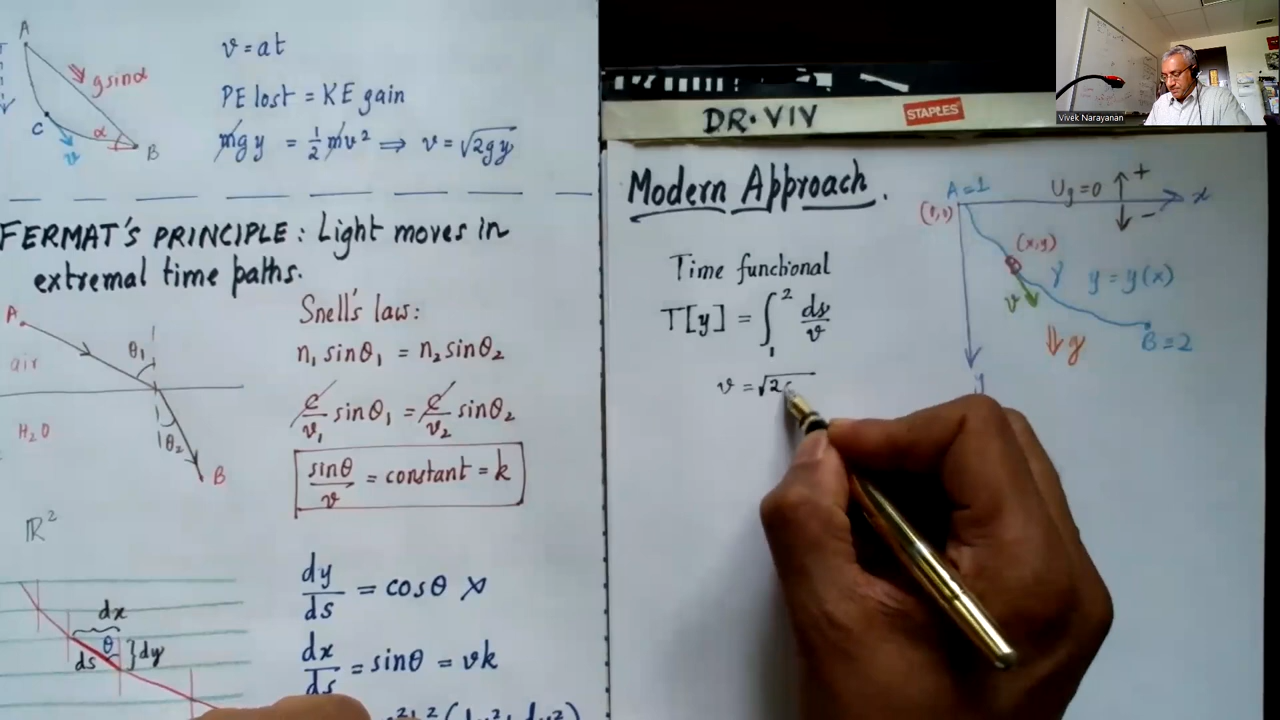 A
g sinα
C
α
v
B
v = at
PE lost = KE gain
mgy = 1/2 mv² ⟹ v = √2gy
FERMAT'S PRINCIPLE: Light moves in
extremal time paths.
A
θ₁
air
H₂O
θ₂
B
Snell's law:
n₁ sinθ₁ = n₂ sinθ₂
c/v₁ sinθ₁ = c/v₂ sinθ₂
sinθ/v = constant = k
ℝ²
dx
θ
ds
}dy
dy/ds = cosθ
dx/ds = sinθ = vk
DR·VIV
STAPLES
Vivek Narayanan
Modern Approach.
Time functional
T[y] = ∫₁² ds/v
v = √2
A=1
U_g=0
+
-
x
(x,y)
γ
y = y(x)
v
g
B=2
y